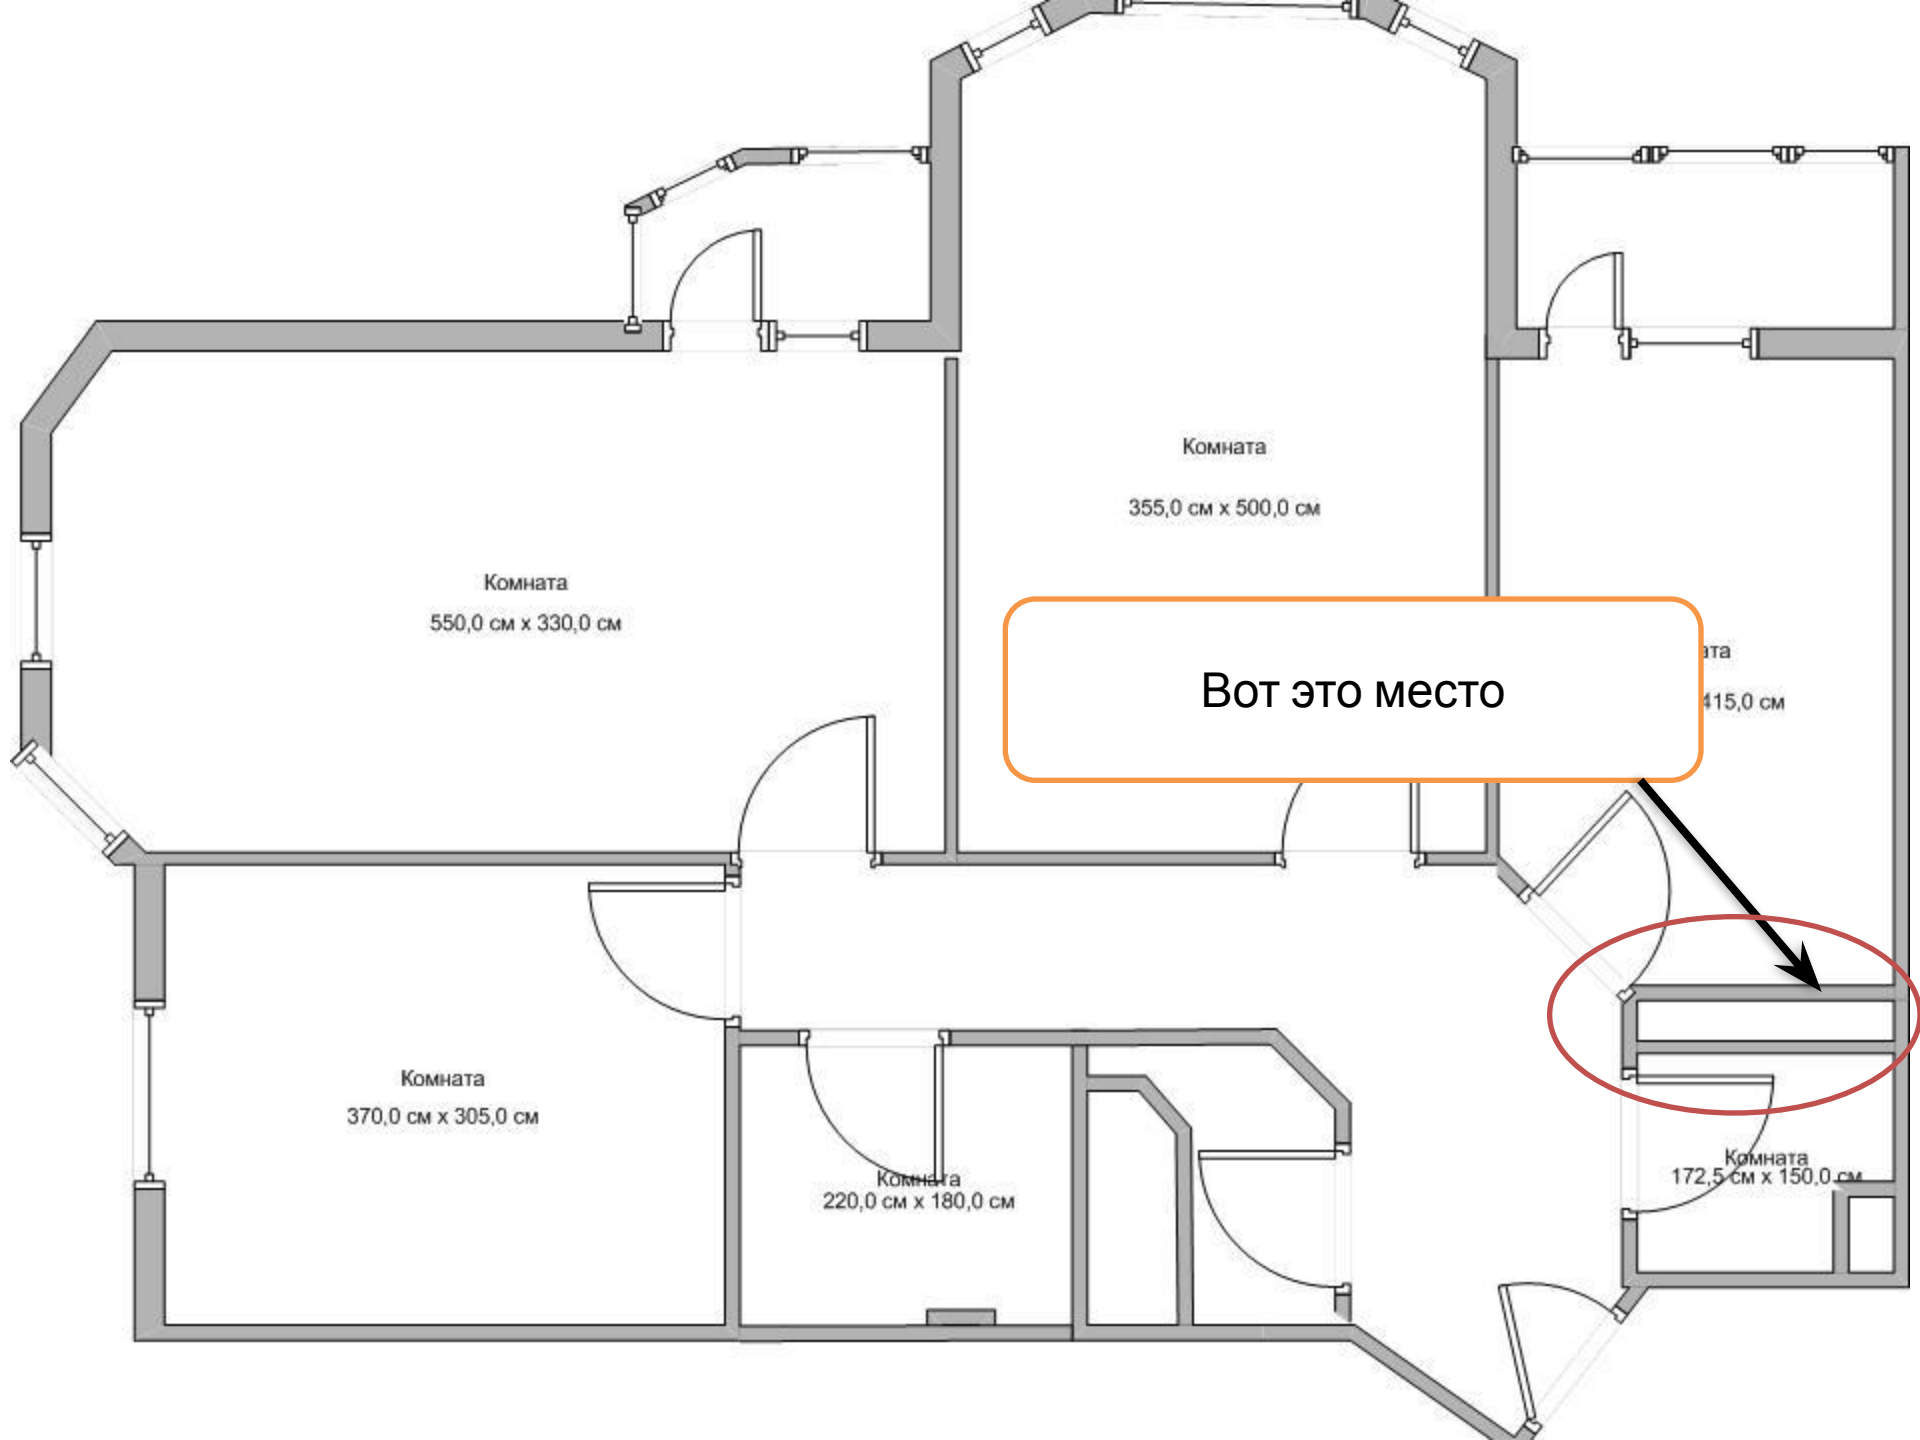 Комната
355,0 см x 500,0 см
Комната
550,0 см x 330,0 см
Вот это место
415,0 см
Комната
370,0 см x 305,0 см
Комната
220,0 см x 180,0 см
Комната
172,5 см x 150,0 см